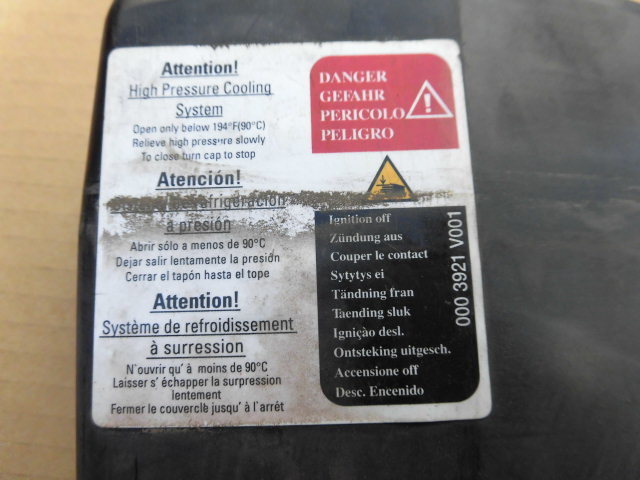 Attention!
High Pressure Cooling
System
Open only below 194°F(90°C)
Relieve high pressure slowly
To close turn cap to stop
Atención!
refrigeración
a presión
Abrir sólo a menos de 90°C
Dejar salir lentamente la presión
Cerrar el tapón hasta el tope
Attention!
Système de refroidissement
à surression
N'ouvrir qu' à moins de 90°C
Laisser s' échapper la surpression
lentement
Fermer le couvercle jusqu' à l'arrêt
DANGER
GEFAHR
PERICOLO
PELIGRO
Ignition off
Zündung aus
Couper le contact
Sytytys ei
Tändning fran
Taending sluk
Igniçào desl.
Ontsteking uitgesch.
Accensione off
Desc. Encenido
000 3921 V001